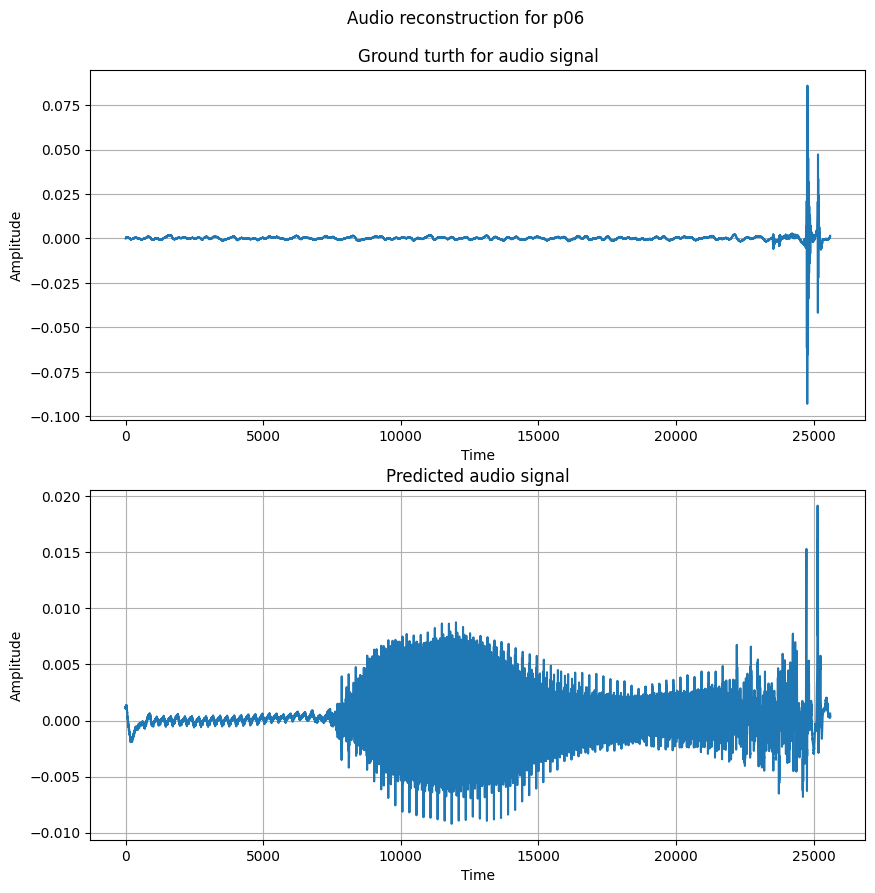 Audio reconstruction for p06
Ground turth for audio signal
0.075
0.050
0.025
0.000
−0.025
−0.050
−0.075
−0.100
Amplitude
0 5000 10000 15000 20000 25000
Time
Predicted audio signal
0.020
0.015
0.010
0.005
0.000
−0.005
−0.010
Amplitude
0 5000 10000 15000 20000 25000
Time